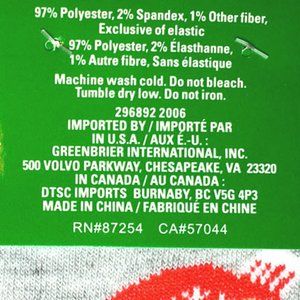 97% Polyester, 2% Spandex, 1% Other fiber,
Exclusive of elastic
97% Polyester, 2% Élasthanne,
1% Autre fibre, Sans élastique
Machine wash cold. Do not bleach.
Tumble dry low. Do not iron.
296892 2006
IMPORTED BY / IMPORTÉ PAR
IN U.S.A. / AUX É.-U. :
GREENBRIER INTERNATIONAL, INC.
500 VOLVO PARKWAY, CHESAPEAKE, VA 23320
IN CANADA / AU CANADA :
DTSC IMPORTS BURNABY, BC V5G 4P3
MADE IN CHINA / FABRIQUÉ EN CHINE
RN#87254 CA#57044